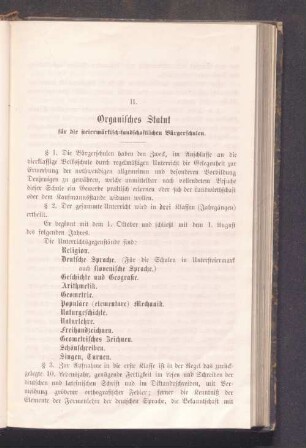 II.
Organisches Statut
für die steiermärkisch-landschaftlichen Bürgerschulen.
§ 1. Die Bürgerschulen haben den Zweck, im Anschlusse an die
vierklassige Volksschule durch regelmäßigen Unterricht die Gelegenheit zur
Erwerbung der nothwendigen allgemeinen und besonderen Vorbildung
Denjenigen zu gewähren, welche unmittelbar nach vollendetem Besuche
dieser Schule ein Gewerbe praktisch erlernen oder sich der Landwirthschaft
oder dem Kaufmannsstande widmen wollen.
§ 2. Der gesammte Unterricht wird in drei Klassen (Jahrgängen)
ertheilt.
Er beginnt mit dem 1. Oktober und schließt mit dem 1. August
des folgenden Jahres.
Die Unterrichtsgegenstände sind:
Religion.
Deutsche Sprache. (Für die Schulen in Untersteiermark
auch slovenische Sprache.)
Geschichte und Geografie.
Arithmetik.
Geometrie.
Populäre (elementare) Mechanik.
Naturgeschichte.
Naturlehre.
Freihandzeichnen.
Geometrisches Zeichnen.
Schönschreiben.
Singen, Turnen.
§ 3. Zur Aufnahme in die erste Klasse ist in der Regel das zurück-
gelegte 10. Lebensjahr, genügende Fertigkeit im Lesen und Schreiben der
deutschen und lateinischen Schrift und im Diktandoschreiben, mit Ver-
meidung gröberer orthografischer Fehler; ferner die Kenntniß der
Elemente der Formenlehre der deutschen Sprache, die Bekanntschaft mit